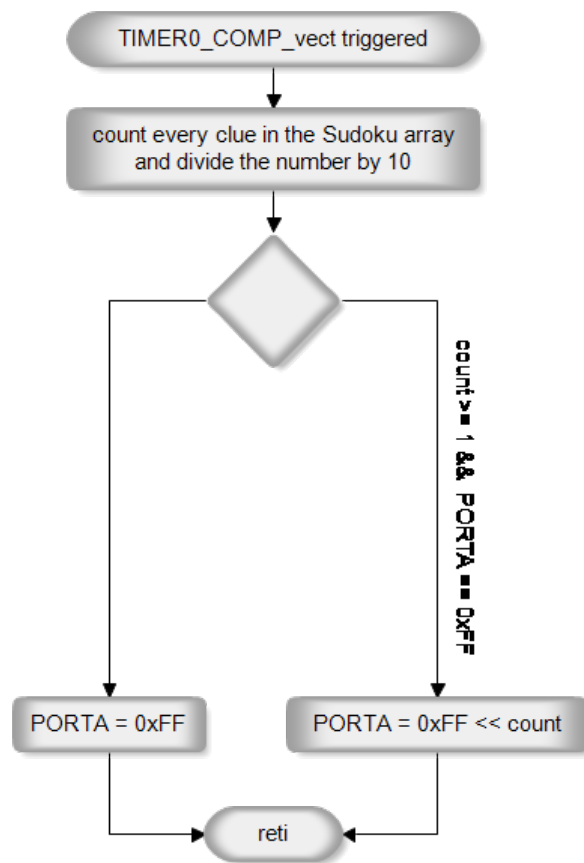 TIMER0_COMP_vect triggered
count every clue in the Sudoku array
and divide the number by 10
count >= 1 && PORTA == 0xFF
PORTA = 0xFF
PORTA = 0xFF << count
reti